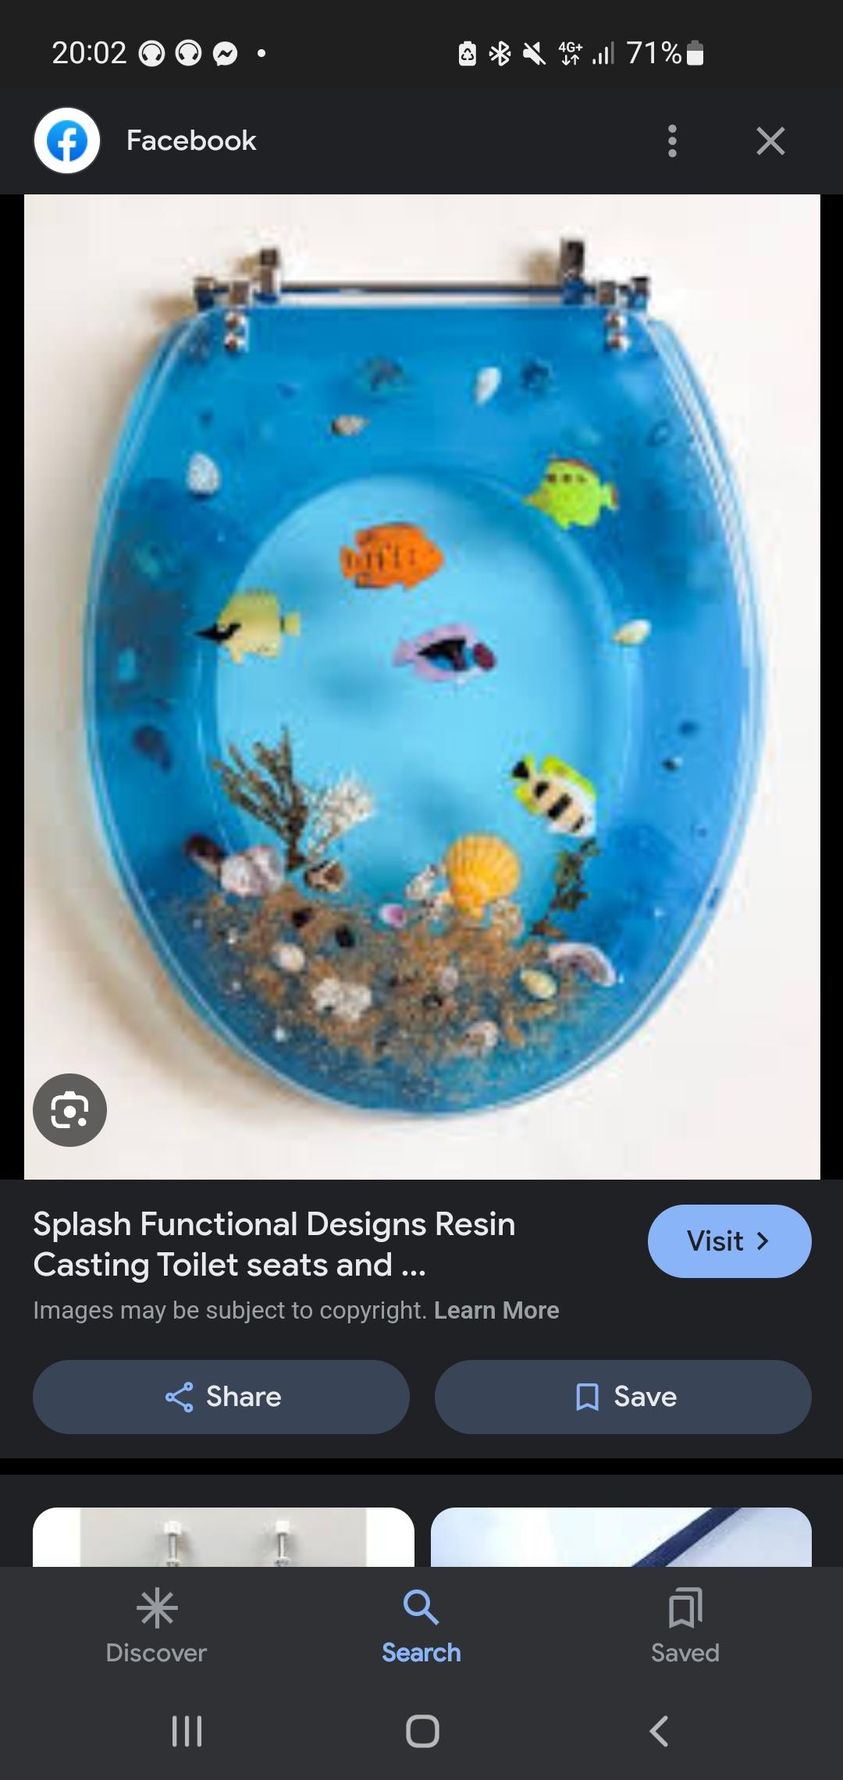 20:02 4G+ 71%
Facebook
Splash Functional Designs Resin
Casting Toilet seats and ...
Visit
Images may be subject to copyright. Learn More
Share Save
Discover Search Saved